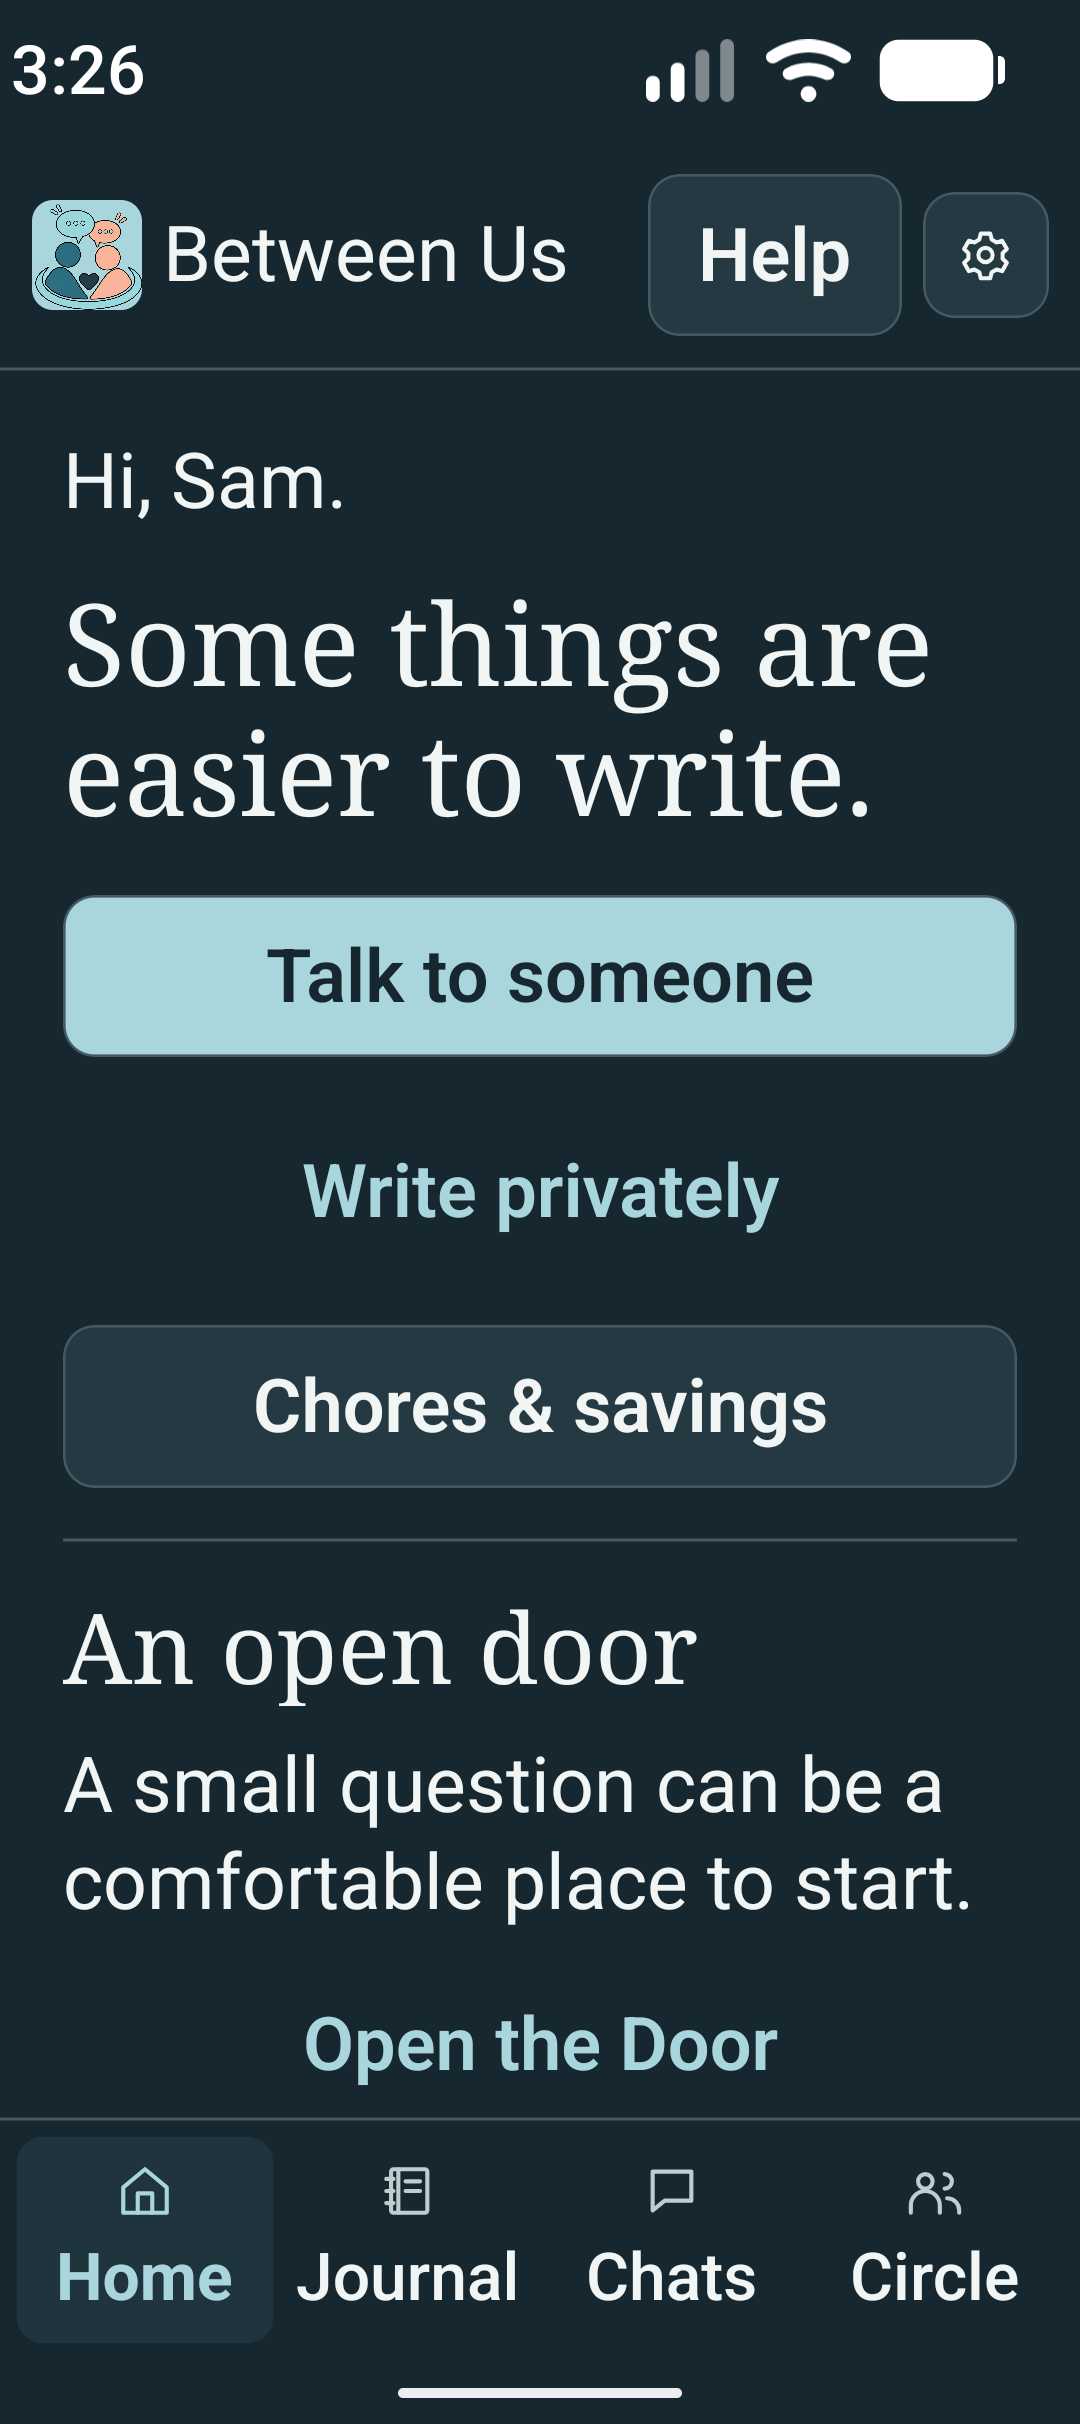 3:26
Between Us
Help
Hi, Sam.
Some things are
easier to write.
Talk to someone
Write privately
Chores & savings
An open door
A small question can be a
comfortable place to start.
Open the Door
Home
Journal
Chats
Circle